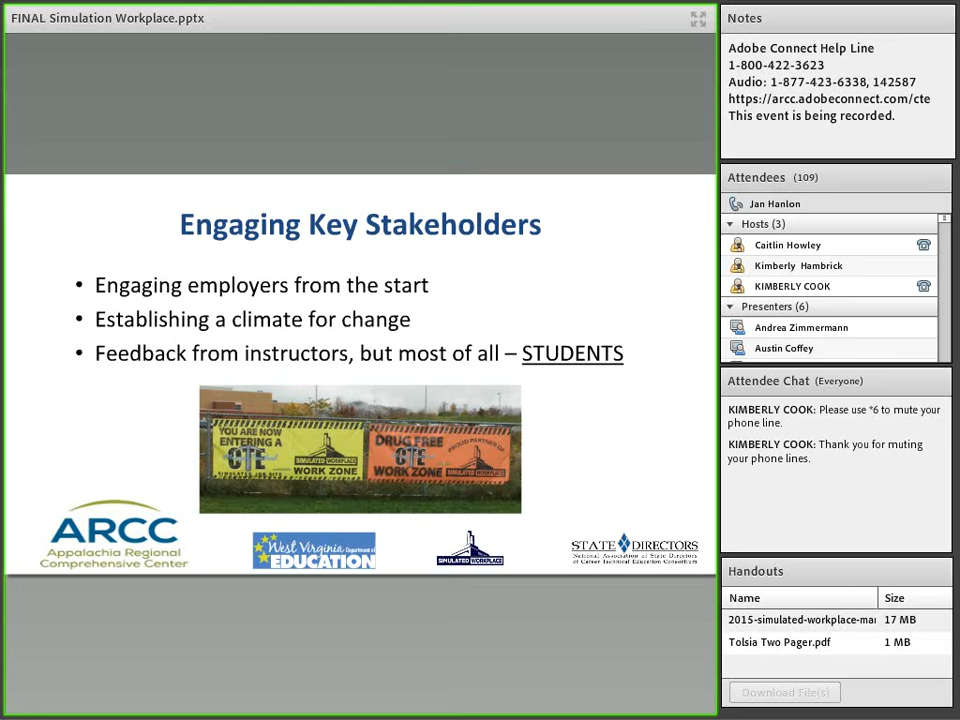 FINAL Simulation Workplace.pptx
Engaging Key Stakeholders
• Engaging employers from the start
• Establishing a climate for change
• Feedback from instructors, but most of all – STUDENTS
YOU ARE NOW
ENTERING A
CTE
SIMULATED JOB SITE
SIMULATED WORKPLACE
WORK ZONE
DRUG FREE
CTE
WORK ZONE
PROUD PARTNER OF
SIMULATED WORKPLACE
ARCC
Appalachia Regional
Comprehensive Center
West Virginia Department of
EDUCATION
SIMULATED WORKPLACE
STATE DIRECTORS
National Association of State Directors
of Career Technical Education Consortium
Notes
Adobe Connect Help Line
1-800-422-3623
Audio: 1-877-423-6338, 142587
https://arcc.adobeconnect.com/cte
This event is being recorded.
Attendees (109)
Jan Hanlon
Hosts (3)
Caitlin Howley
Kimberly Hambrick
KIMBERLY COOK
Presenters (6)
Andrea Zimmermann
Austin Coffey
Attendee Chat (Everyone)
KIMBERLY COOK: Please use *6 to mute your
phone line.
KIMBERLY COOK: Thank you for muting
your phone lines.
Handouts
Name Size
2015-simulated-workplace-mar 17 MB
Tolsia Two Pager.pdf 1 MB
Download File(s)